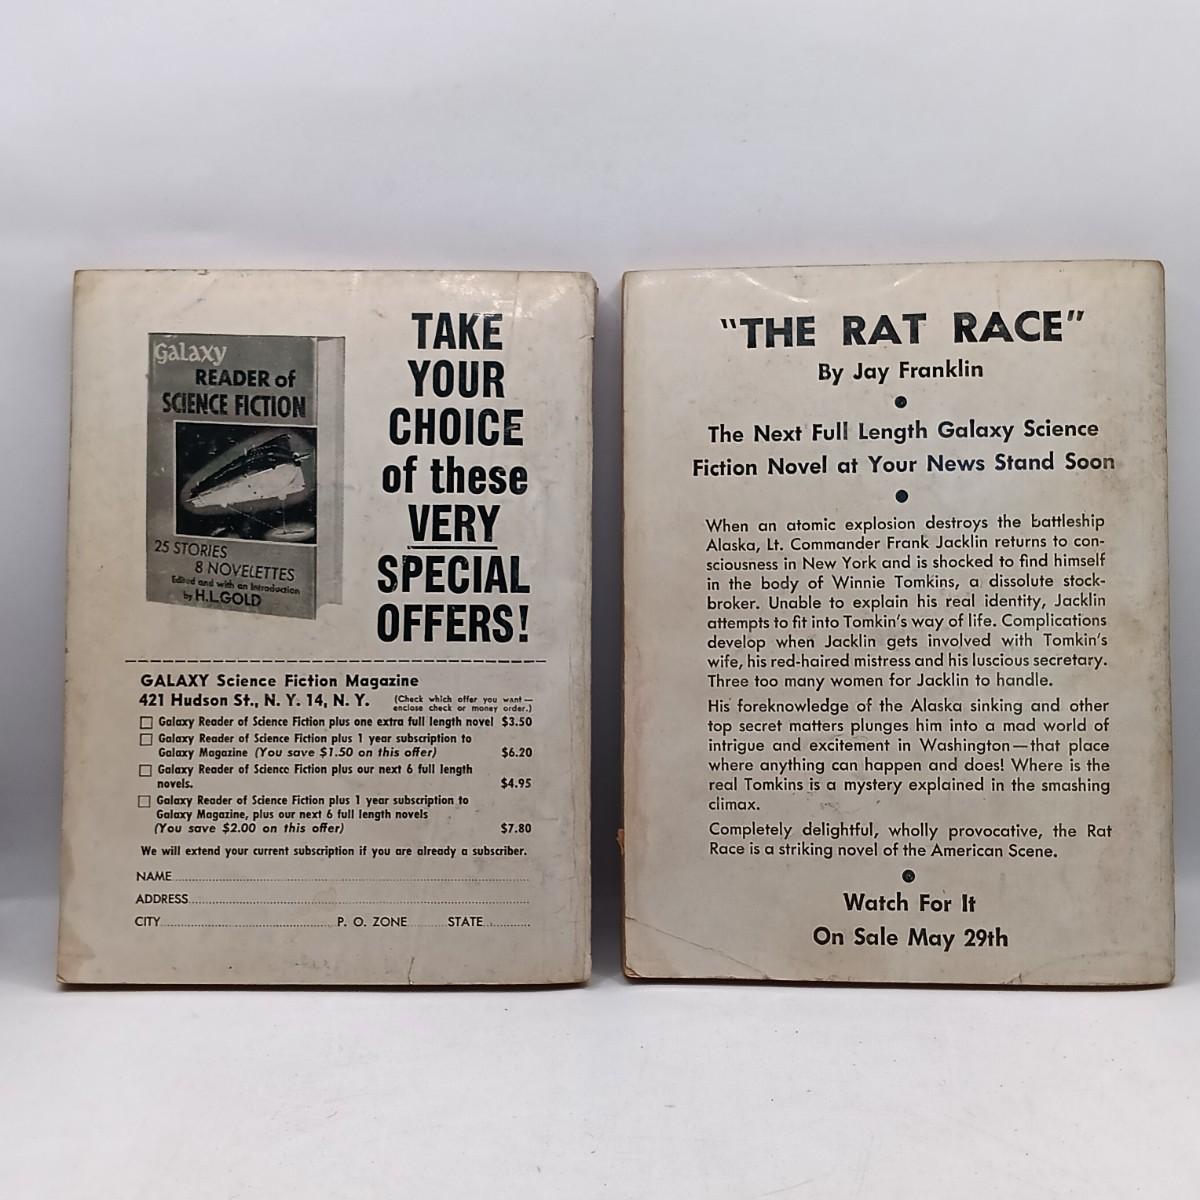 Galaxy
READER of
SCIENCE FICTION
25 STORIES
8 NOVELETTES
Edited and with an Introduction
by H.L.GOLD
TAKE
YOUR
CHOICE
of these
VERY
SPECIAL
OFFERS!
GALAXY Science Fiction Magazine
421 Hudson St., N. Y. 14, N. Y.
(Check which offer you want—
enclose check or money order.)
Galaxy Reader of Science Fiction plus one extra full length novel $3.50
Galaxy Reader of Science Fiction plus 1 year subscription to
Galaxy Magazine (You save $1.50 on this offer) $6.20
Galaxy Reader of Science Fiction plus our next 6 full length
novels. $4.95
Galaxy Reader of Science Fiction plus 1 year subscription to
Galaxy Magazine, plus our next 6 full length novels
(You save $2.00 on this offer) $7.80
We will extend your current subscription if you are already a subscriber.
NAME
ADDRESS
CITY P. O. ZONE STATE
"THE RAT RACE"
By Jay Franklin
The Next Full Length Galaxy Science
Fiction Novel at Your News Stand Soon
When an atomic explosion destroys the battleship
Alaska, Lt. Commander Frank Jacklin returns to con-
sciousness in New York and is shocked to find himself
in the body of Winnie Tomkins, a dissolute stock-
broker. Unable to explain his real identity, Jacklin
attempts to fit into Tomkin's way of life. Complications
develop when Jacklin gets involved with Tomkin's
wife, his red-haired mistress and his luscious secretary.
Three too many women for Jacklin to handle.
His foreknowledge of the Alaska sinking and other
top secret matters plunges him into a mad world of
intrigue and excitement in Washington—that place
where anything can happen and does! Where is the
real Tomkins is a mystery explained in the smashing
climax.
Completely delightful, wholly provocative, the Rat
Race is a striking novel of the American Scene.
Watch For It
On Sale May 29th